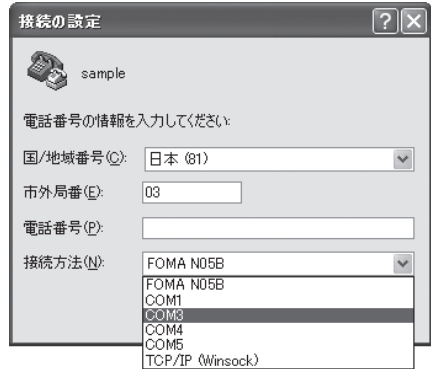 接続の設定
sample
電話番号の情報を入力してください:
国/地域番号(C): 日本 (81)
市外局番(E): 03
電話番号(P):
接続方法(N): FOMA N05B
FOMA N05B
COM1
COM3
COM4
COM5
TCP/IP (Winsock)